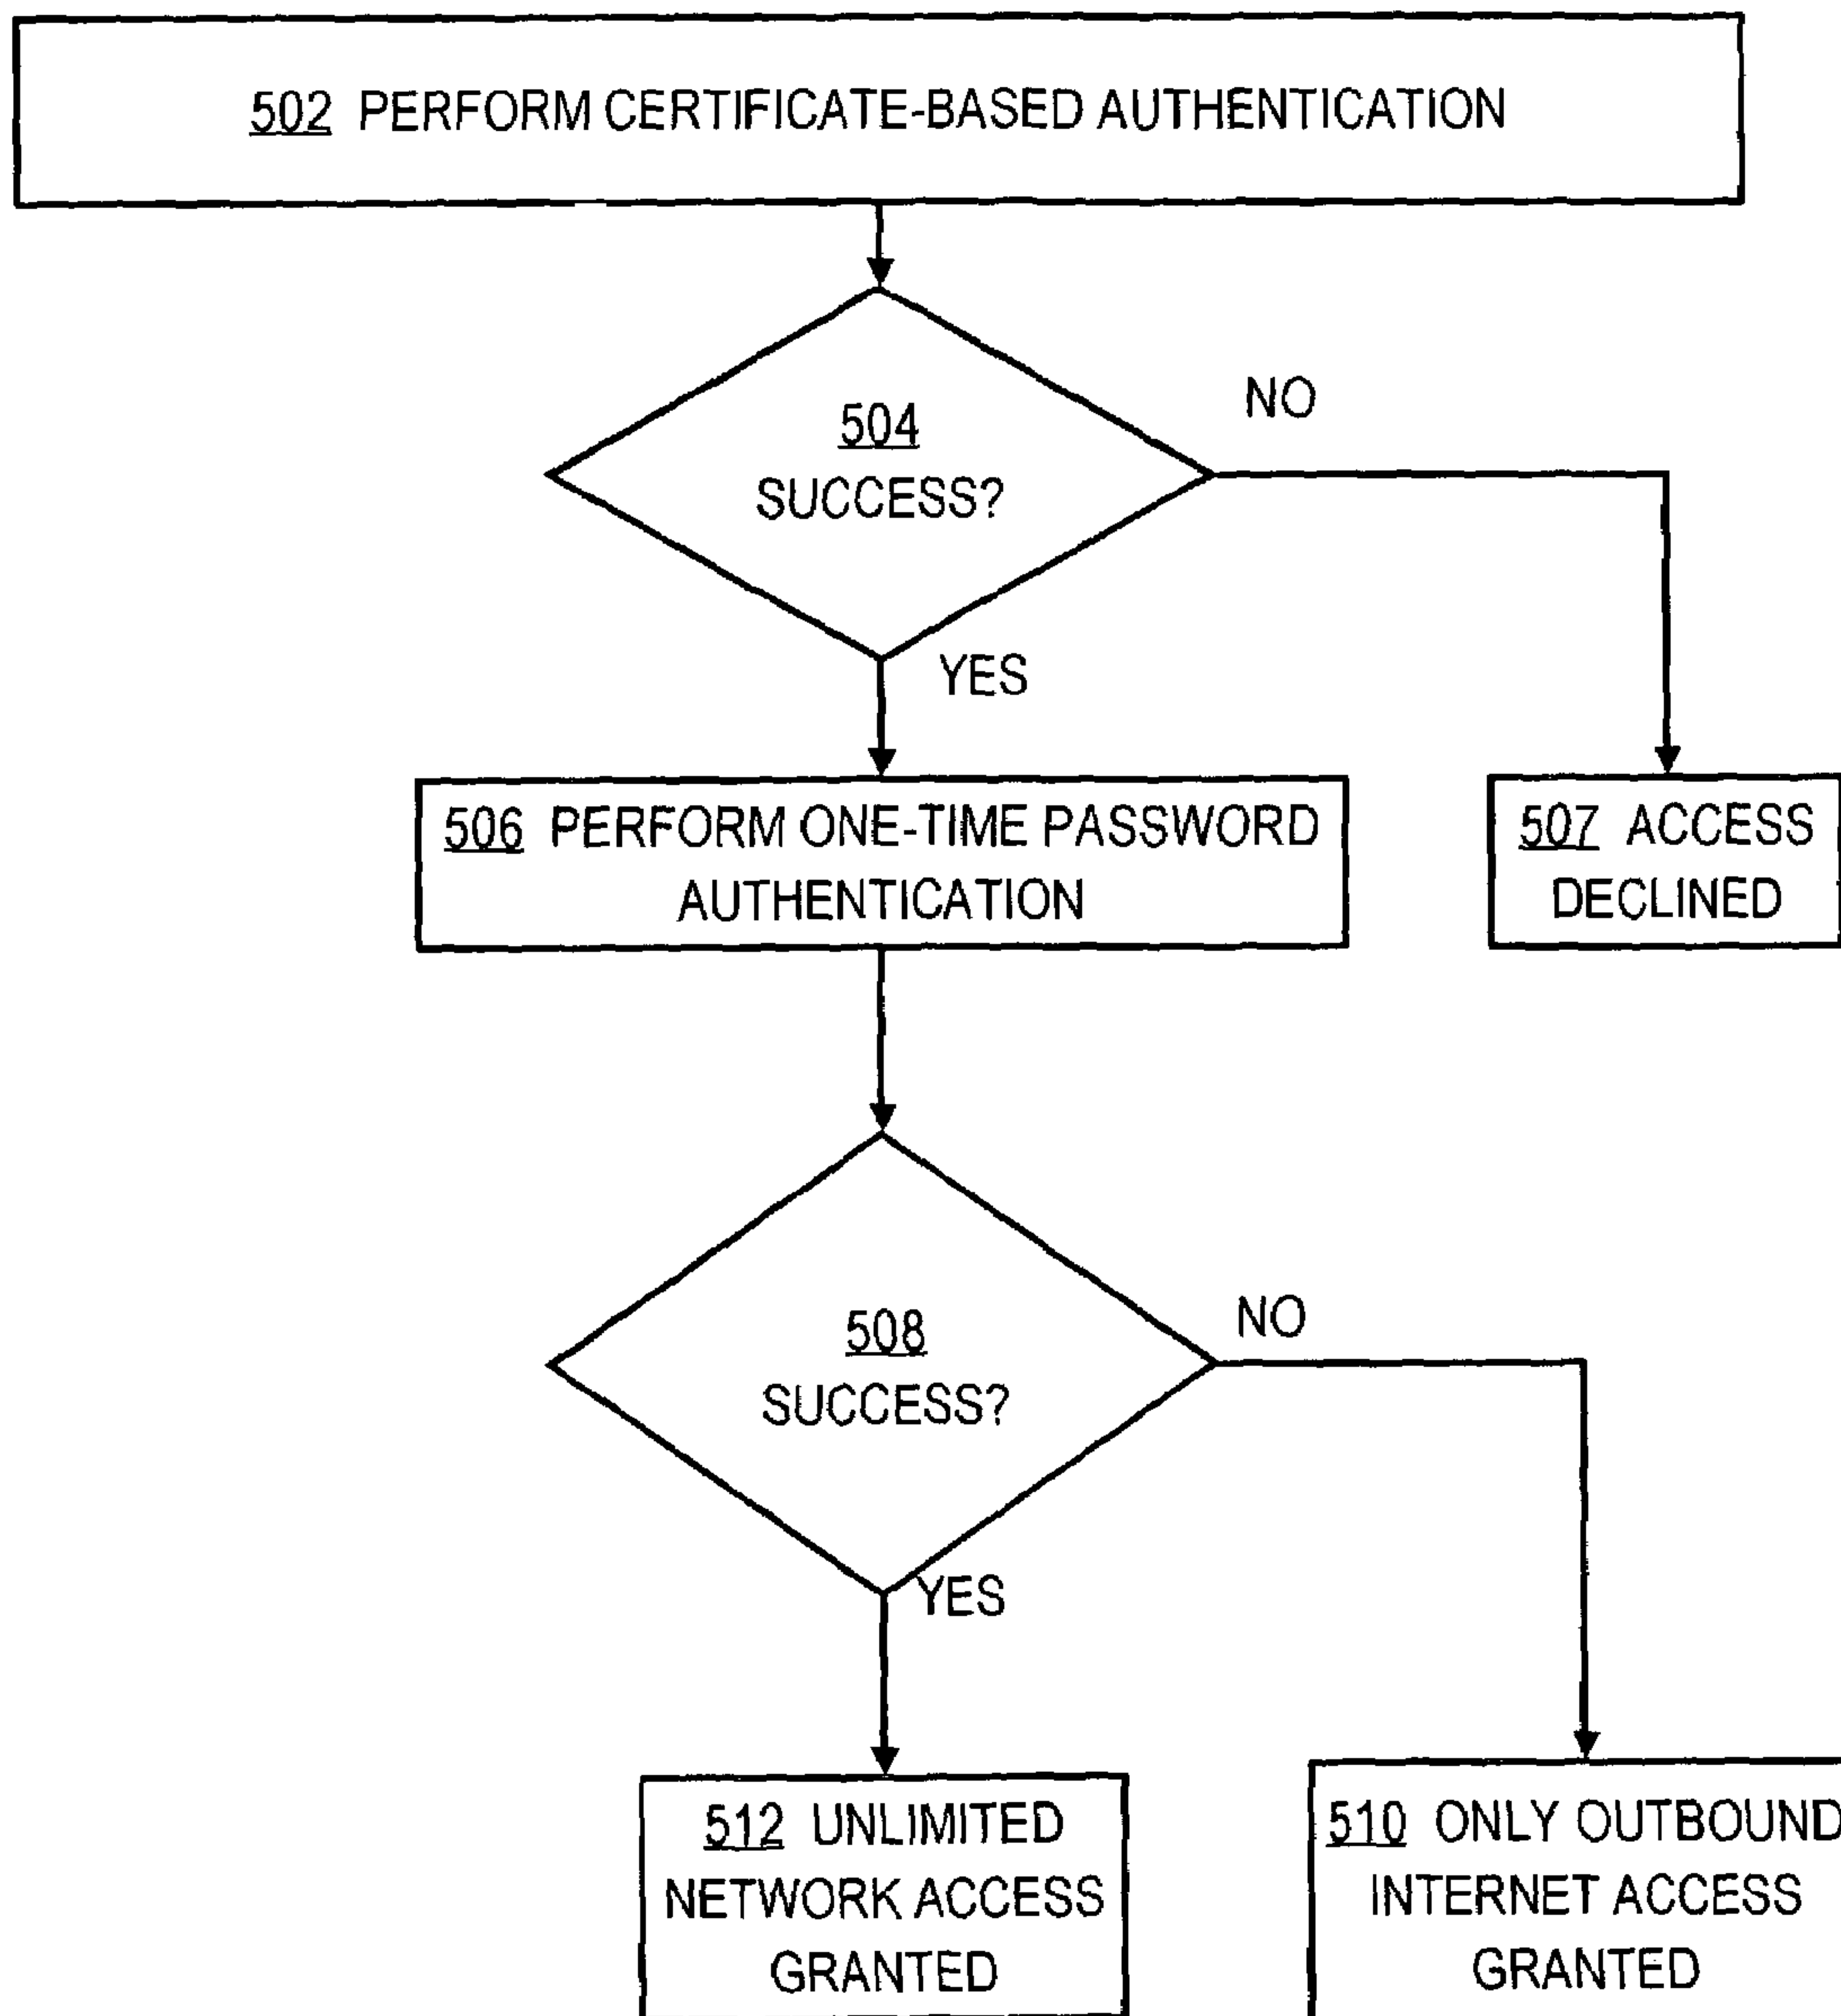 502 PERFORM CERTIFICATE-BASED AUTHENTICATION
504
SUCCESS?
NO
YES
506 PERFORM ONE-TIME PASSWORD
AUTHENTICATION
507 ACCESS
DECLINED
508
SUCCESS?
NO
YES
512 UNLIMITED
NETWORK ACCESS
GRANTED
510 ONLY OUTBOUND
INTERNET ACCESS
GRANTED